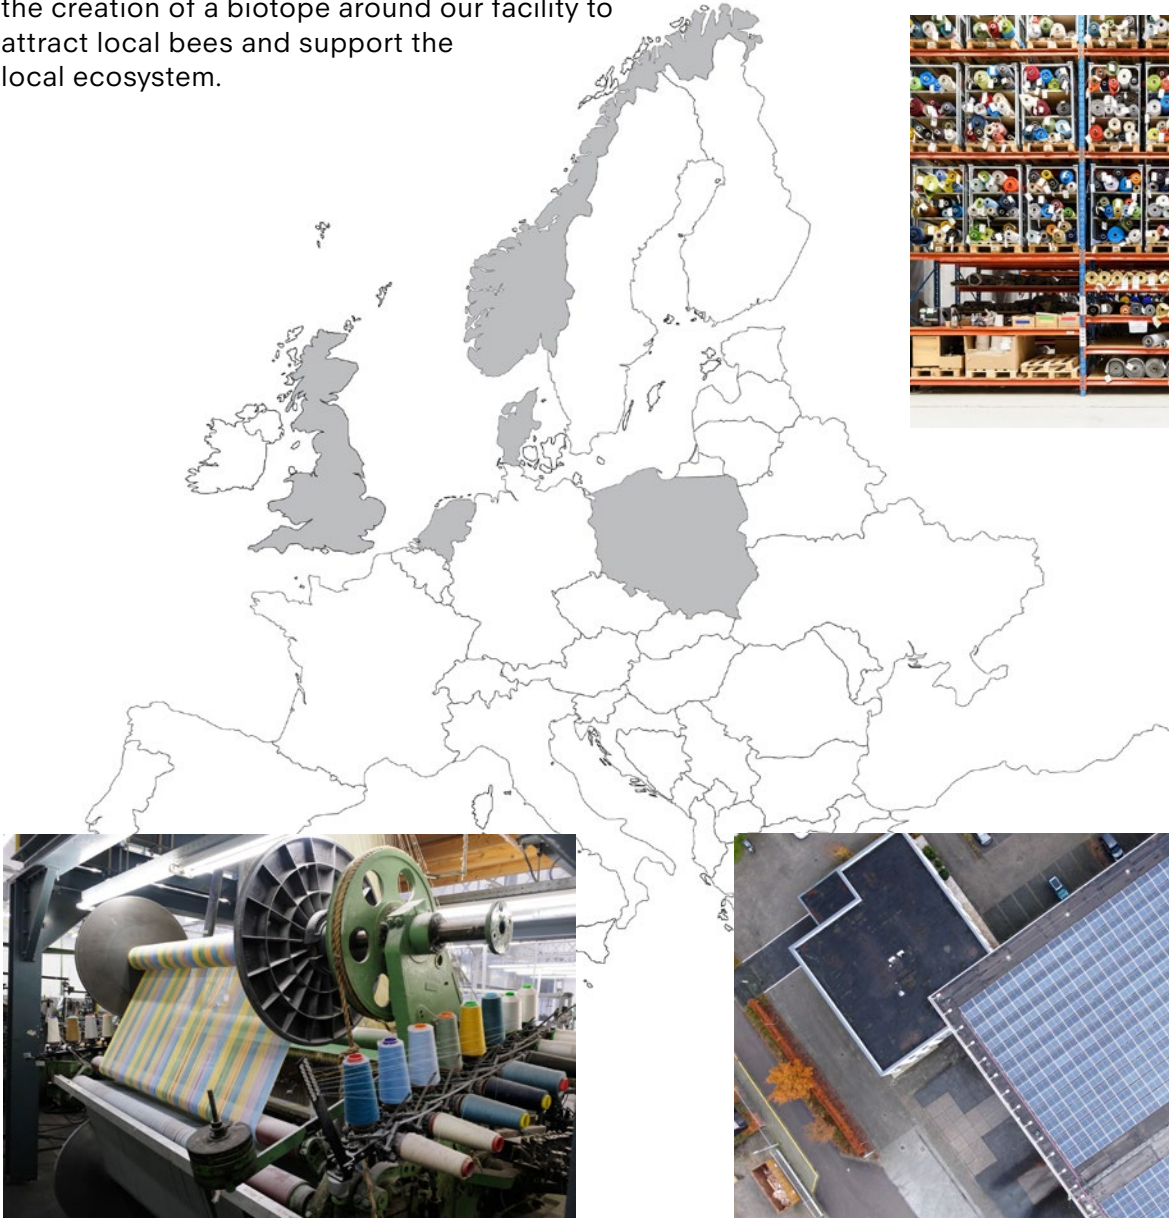 the creation of a biotope around our facility to
attract local bees and support the
local ecosystem.